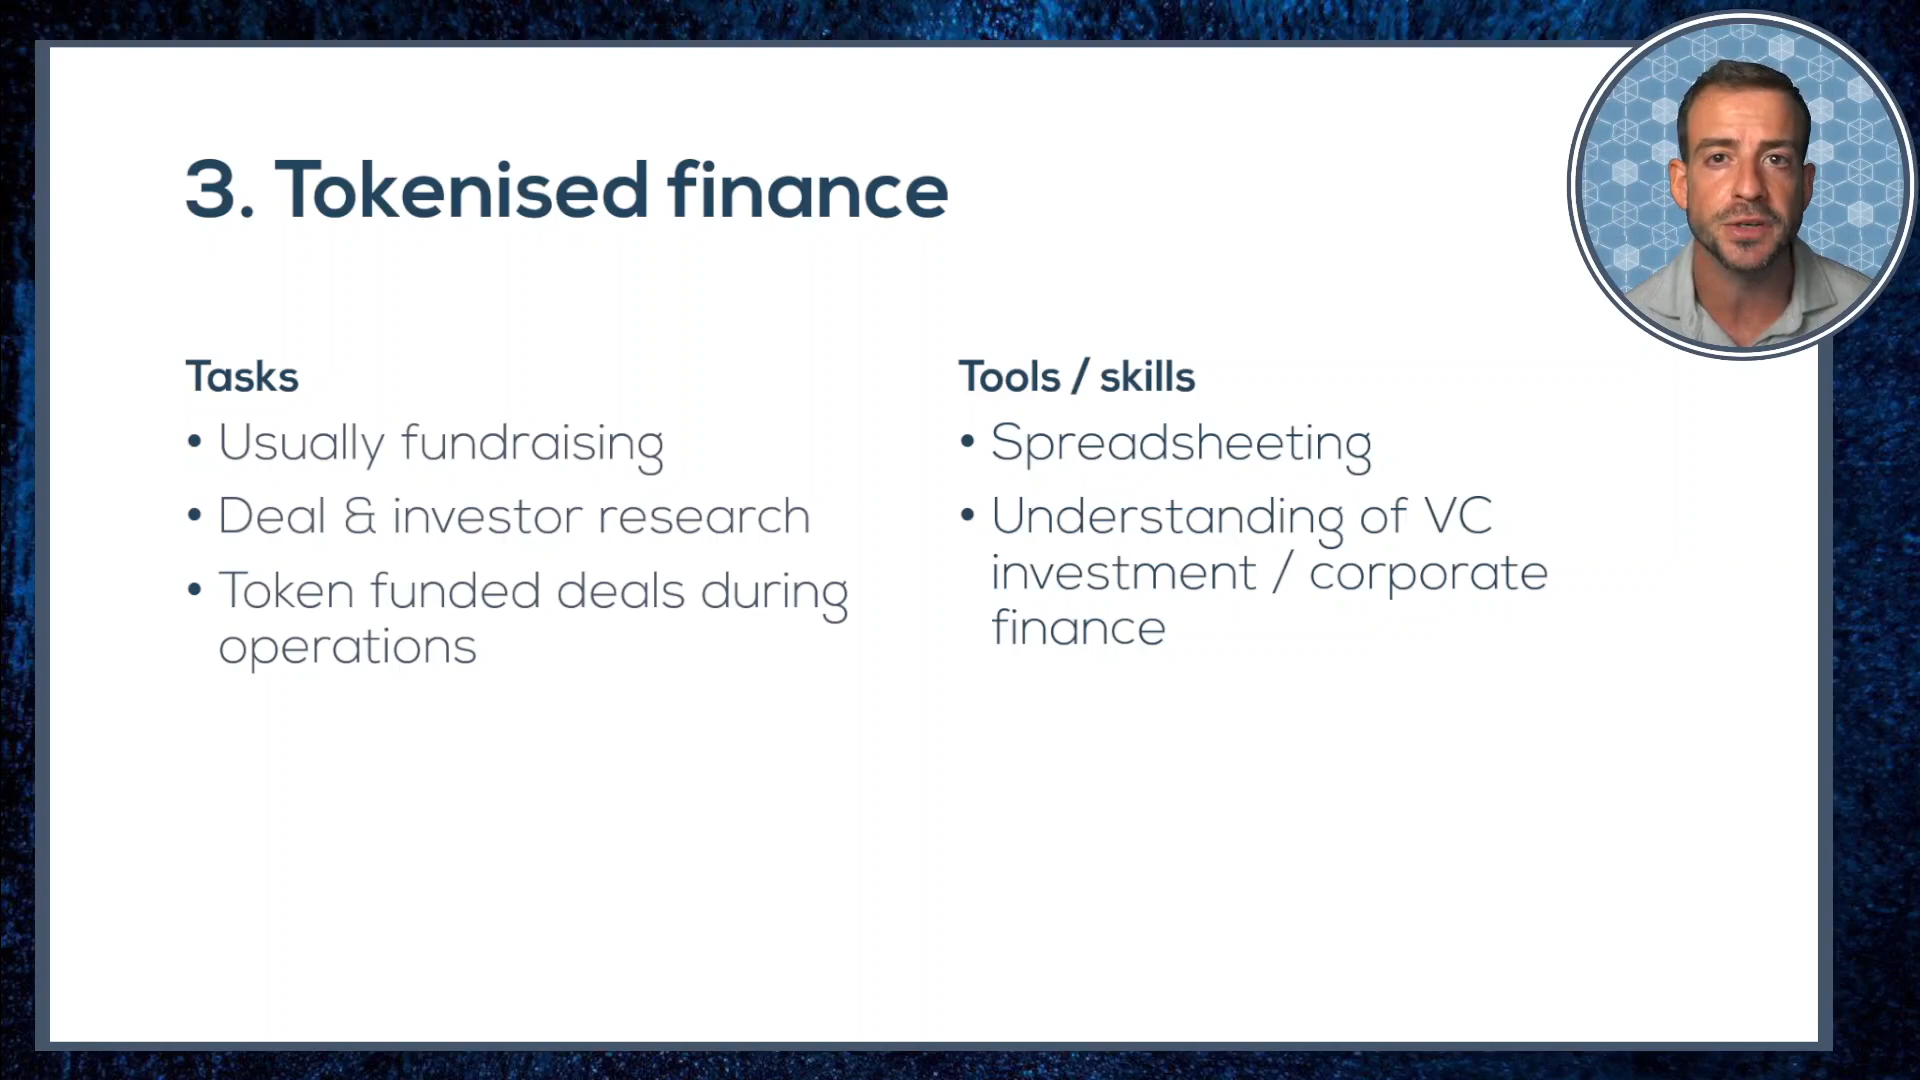 3. Tokenised finance
Tasks
• Usually fundraising
• Deal & investor research
• Token funded deals during
operations
Tools / skills
• Spreadsheeting
• Understanding of VC
investment / corporate
finance